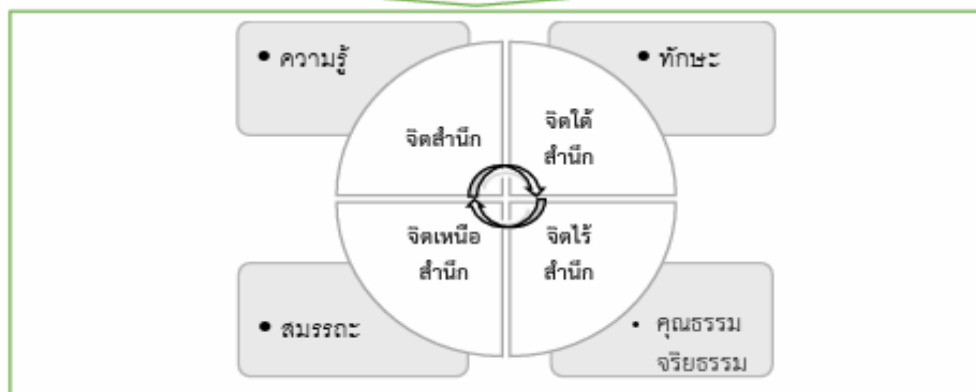 • ความรู้
• ทักษะ
จิตสำนึก
จิตใต้
สำนึก
จิตเหนือ
สำนึก
จิตไร้
สำนึก
• สมรรถะ
• คุณธรรม
จริยธรรม